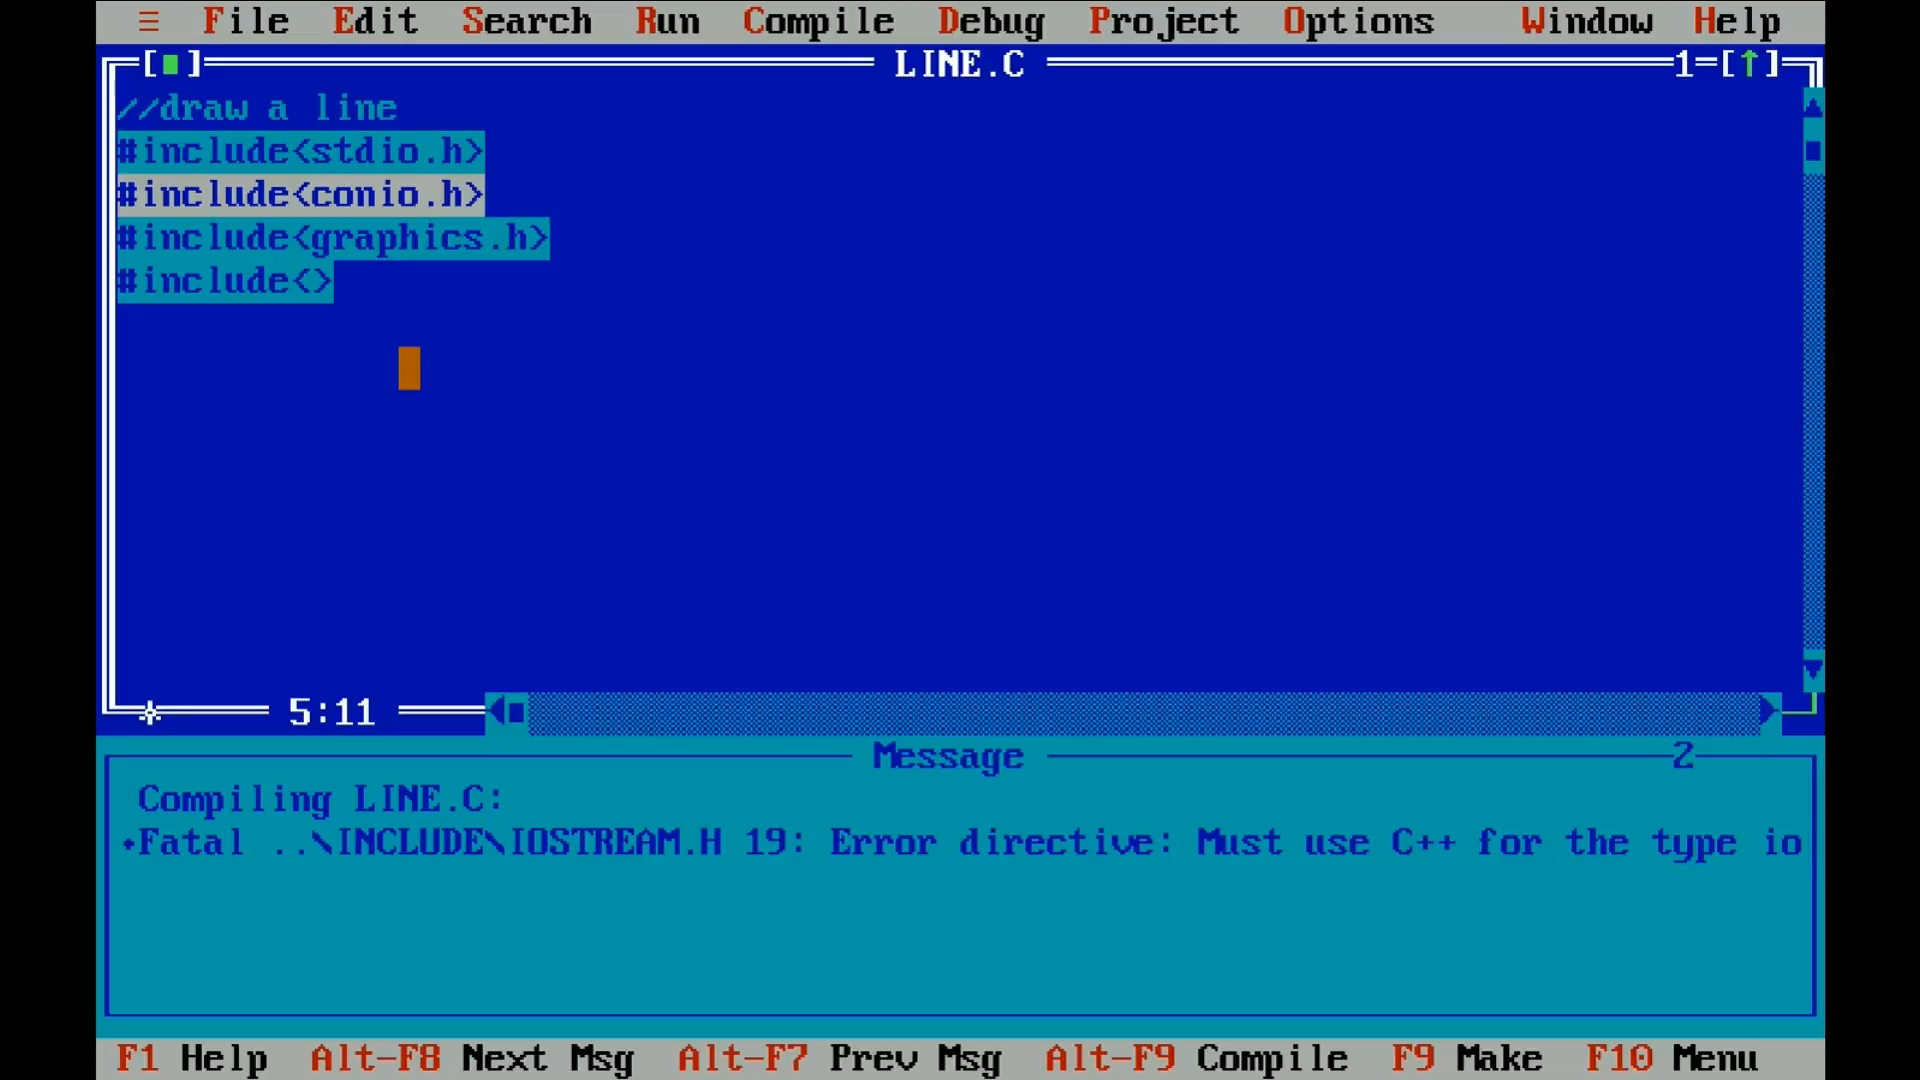 ≡ File Edit Search Run Compile Debug Project Options Window Help
[■] LINE.C 1=[↑]
//draw a line
#include<stdio.h>
#include<conio.h>
#include<graphics.h>
#include<>
5:11
Message 2
Compiling LINE.C:
•Fatal ..\INCLUDE\IOSTREAM.H 19: Error directive: Must use C++ for the type io
F1 Help Alt-F8 Next Msg Alt-F7 Prev Msg Alt-F9 Compile F9 Make F10 Menu